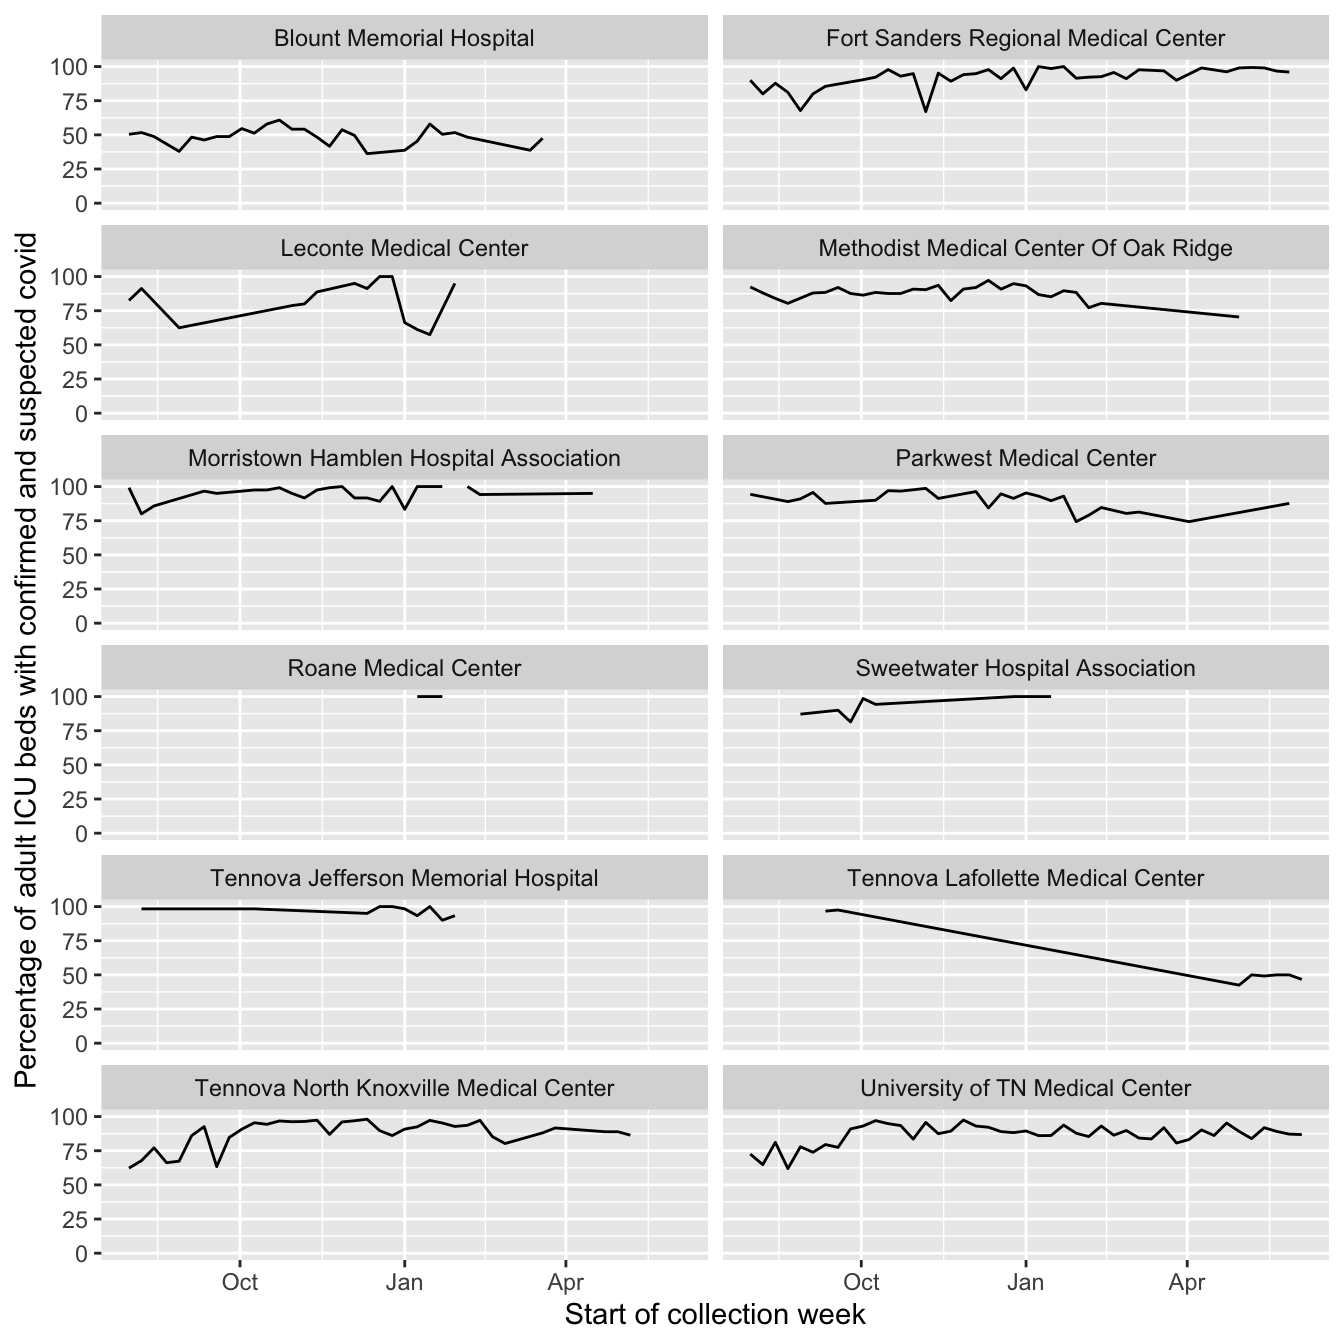 Blount Memorial Hospital
Fort Sanders Regional Medical Center
100
75
50
25
0
Leconte Medical Center
Methodist Medical Center Of Oak Ridge
100
75
50
25
0
Morristown Hamblen Hospital Association
Parkwest Medical Center
100
75
50
25
0
Roane Medical Center
Sweetwater Hospital Association
100
75
50
25
0
Tennova Jefferson Memorial Hospital
Tennova Lafollette Medical Center
100
75
50
25
0
Tennova North Knoxville Medical Center
University of TN Medical Center
100
75
50
25
0
Oct Jan Apr
Oct Jan Apr
Start of collection week
Percentage of adult ICU beds with confirmed and suspected covid